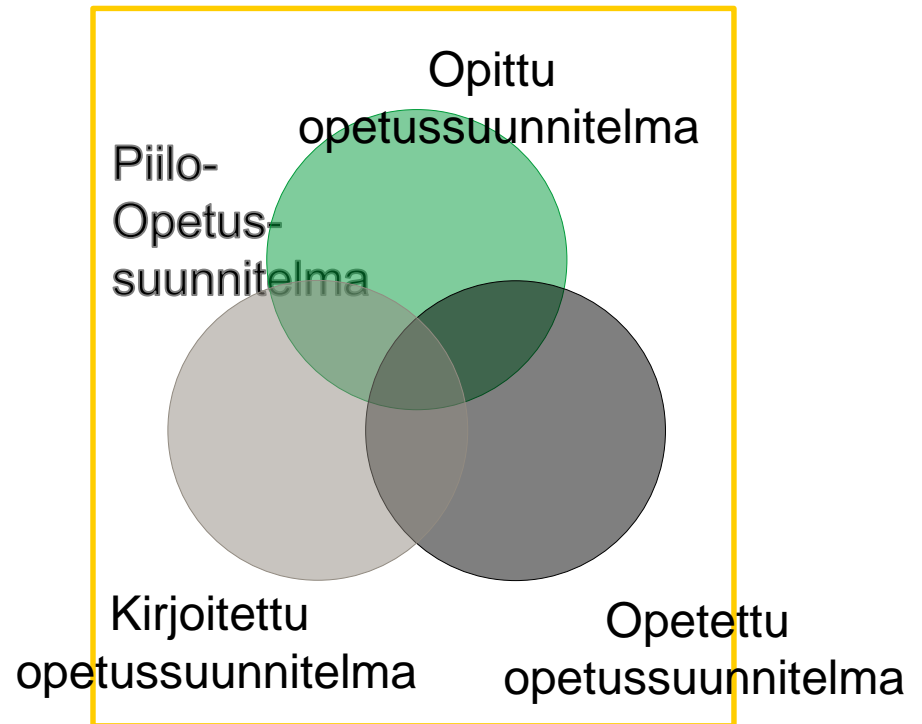 Opittu
opetussuunnitelma
Piilo-
Opetus-
suunnitelma
Kirjoitettu
opetussuunnitelma
Opetettu
opetussuunnitelma